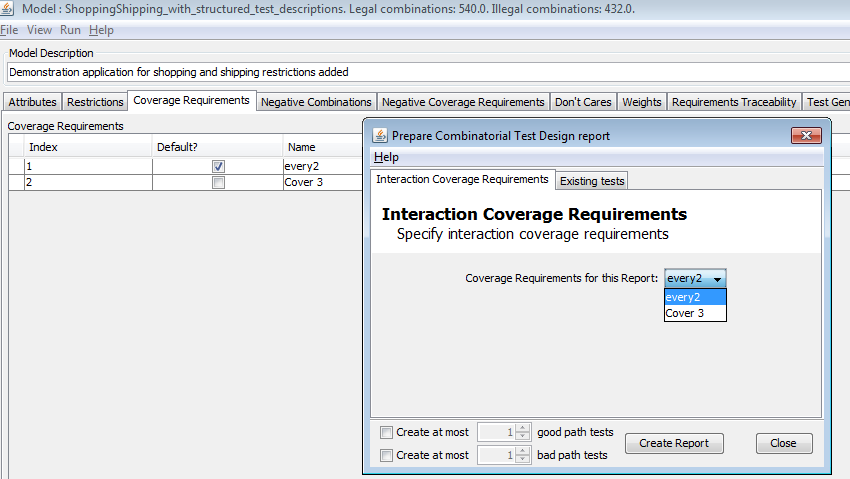 Model : ShoppingShipping_with_structured_test_descriptions. Legal combinations: 540.0. Illegal combinations: 432.0.
File View Run Help
Model Description
Demonstration application for shopping and shipping restrictions added
Attributes Restrictions Coverage Requirements Negative Combinations Negative Coverage Requirements Don't Cares Weights Requirements Traceability Test Gen
Coverage Requirements
Index Default? Name
1 every2
2 Cover 3
Prepare Combinatorial Test Design report
Help
Interaction Coverage Requirements Existing tests
Interaction Coverage Requirements
Specify interaction coverage requirements
Coverage Requirements for this Report: every2
every2
Cover 3
Create at most 1 good path tests
Create at most 1 bad path tests
Create Report Close